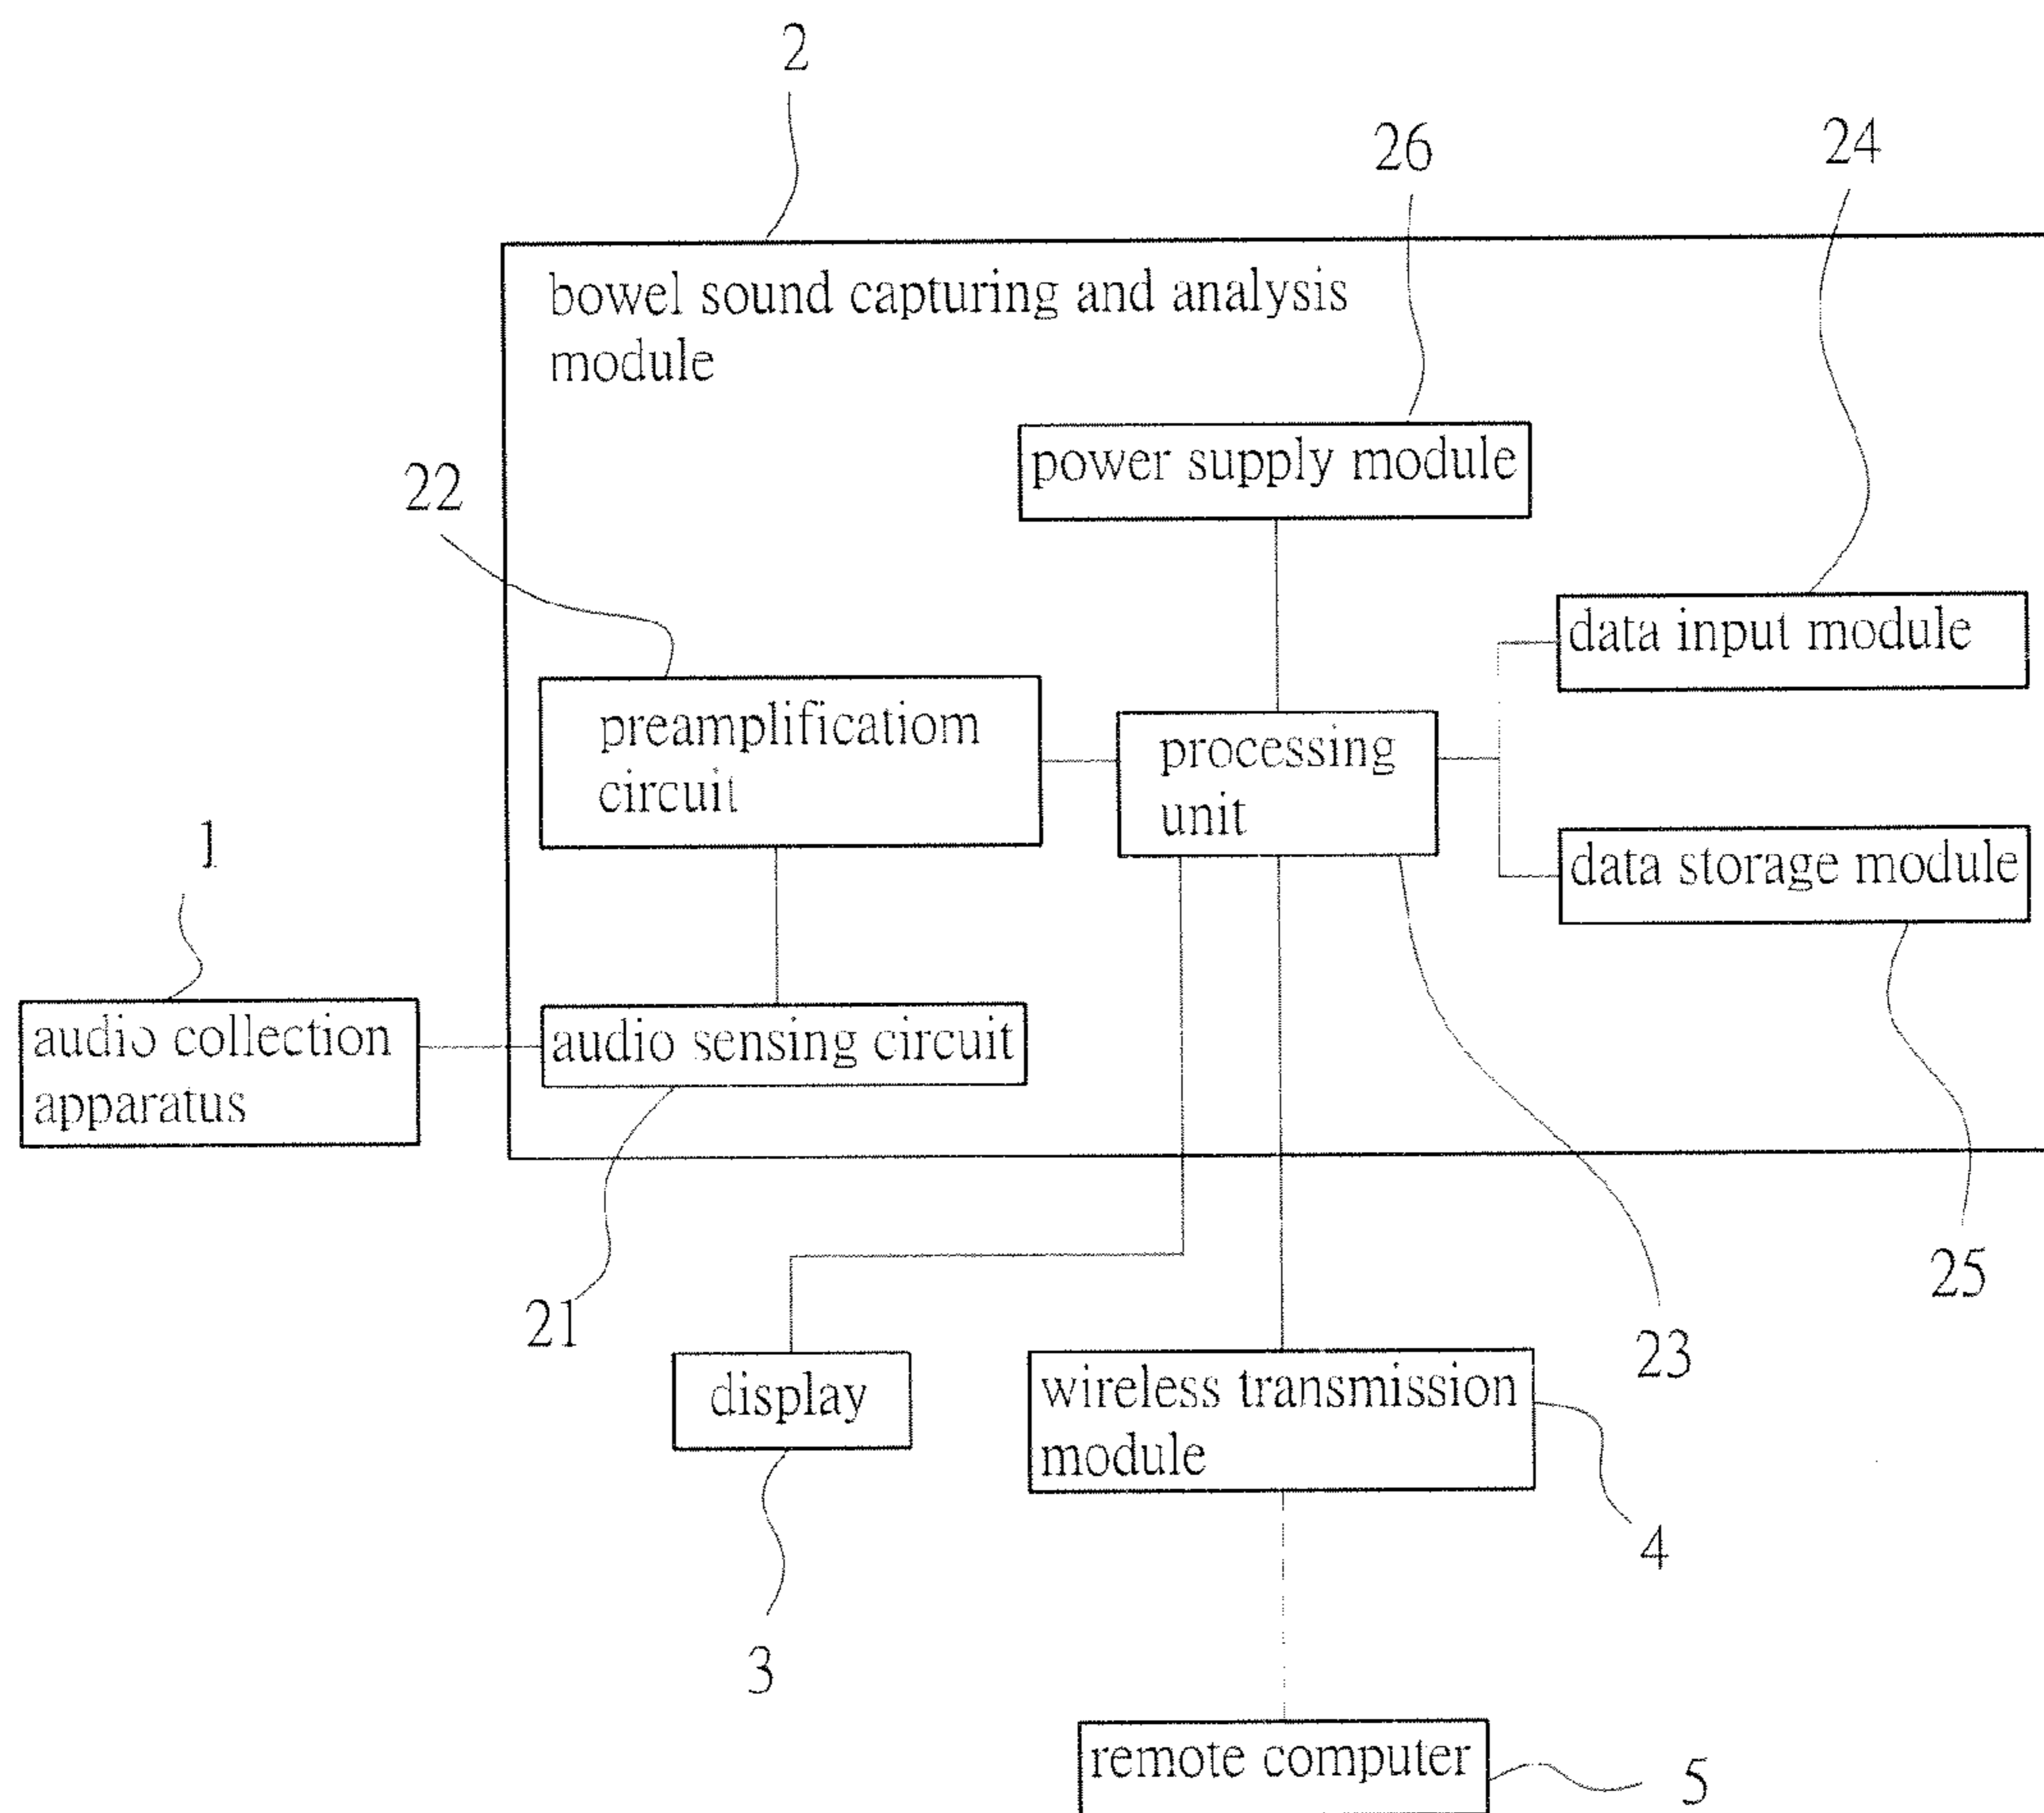 2
26
24
bowel sound capturing and analysis
module
power supply module
22
data input module
preamplificatiom
circuit
processing
unit
1
data storage module
audio collection
apparatus
audio sensing circuit
25
21
23
display
wireless transmission
module
4
3
remote computer
5